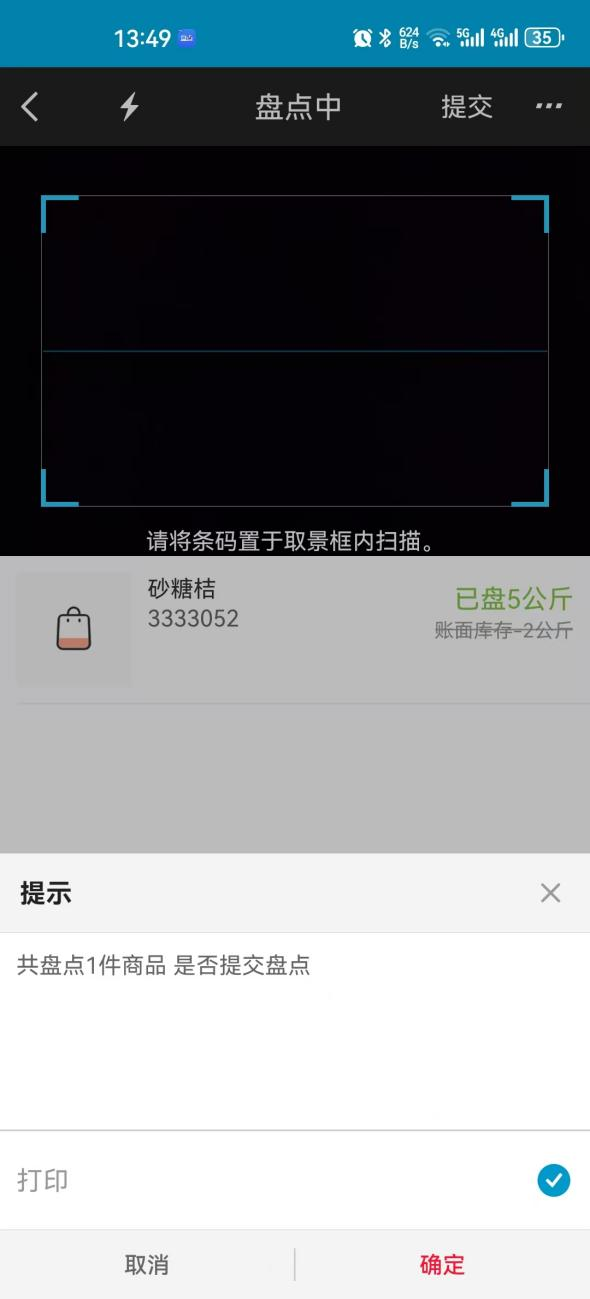 13:49
624 B/s
5G
4G
35
盘点中
提交
请将条码置于取景框内扫描。
砂糖桔
3333052
已盘5公斤
账面库存-2公斤
提示
共盘点1件商品 是否提交盘点
打印
取消
确定